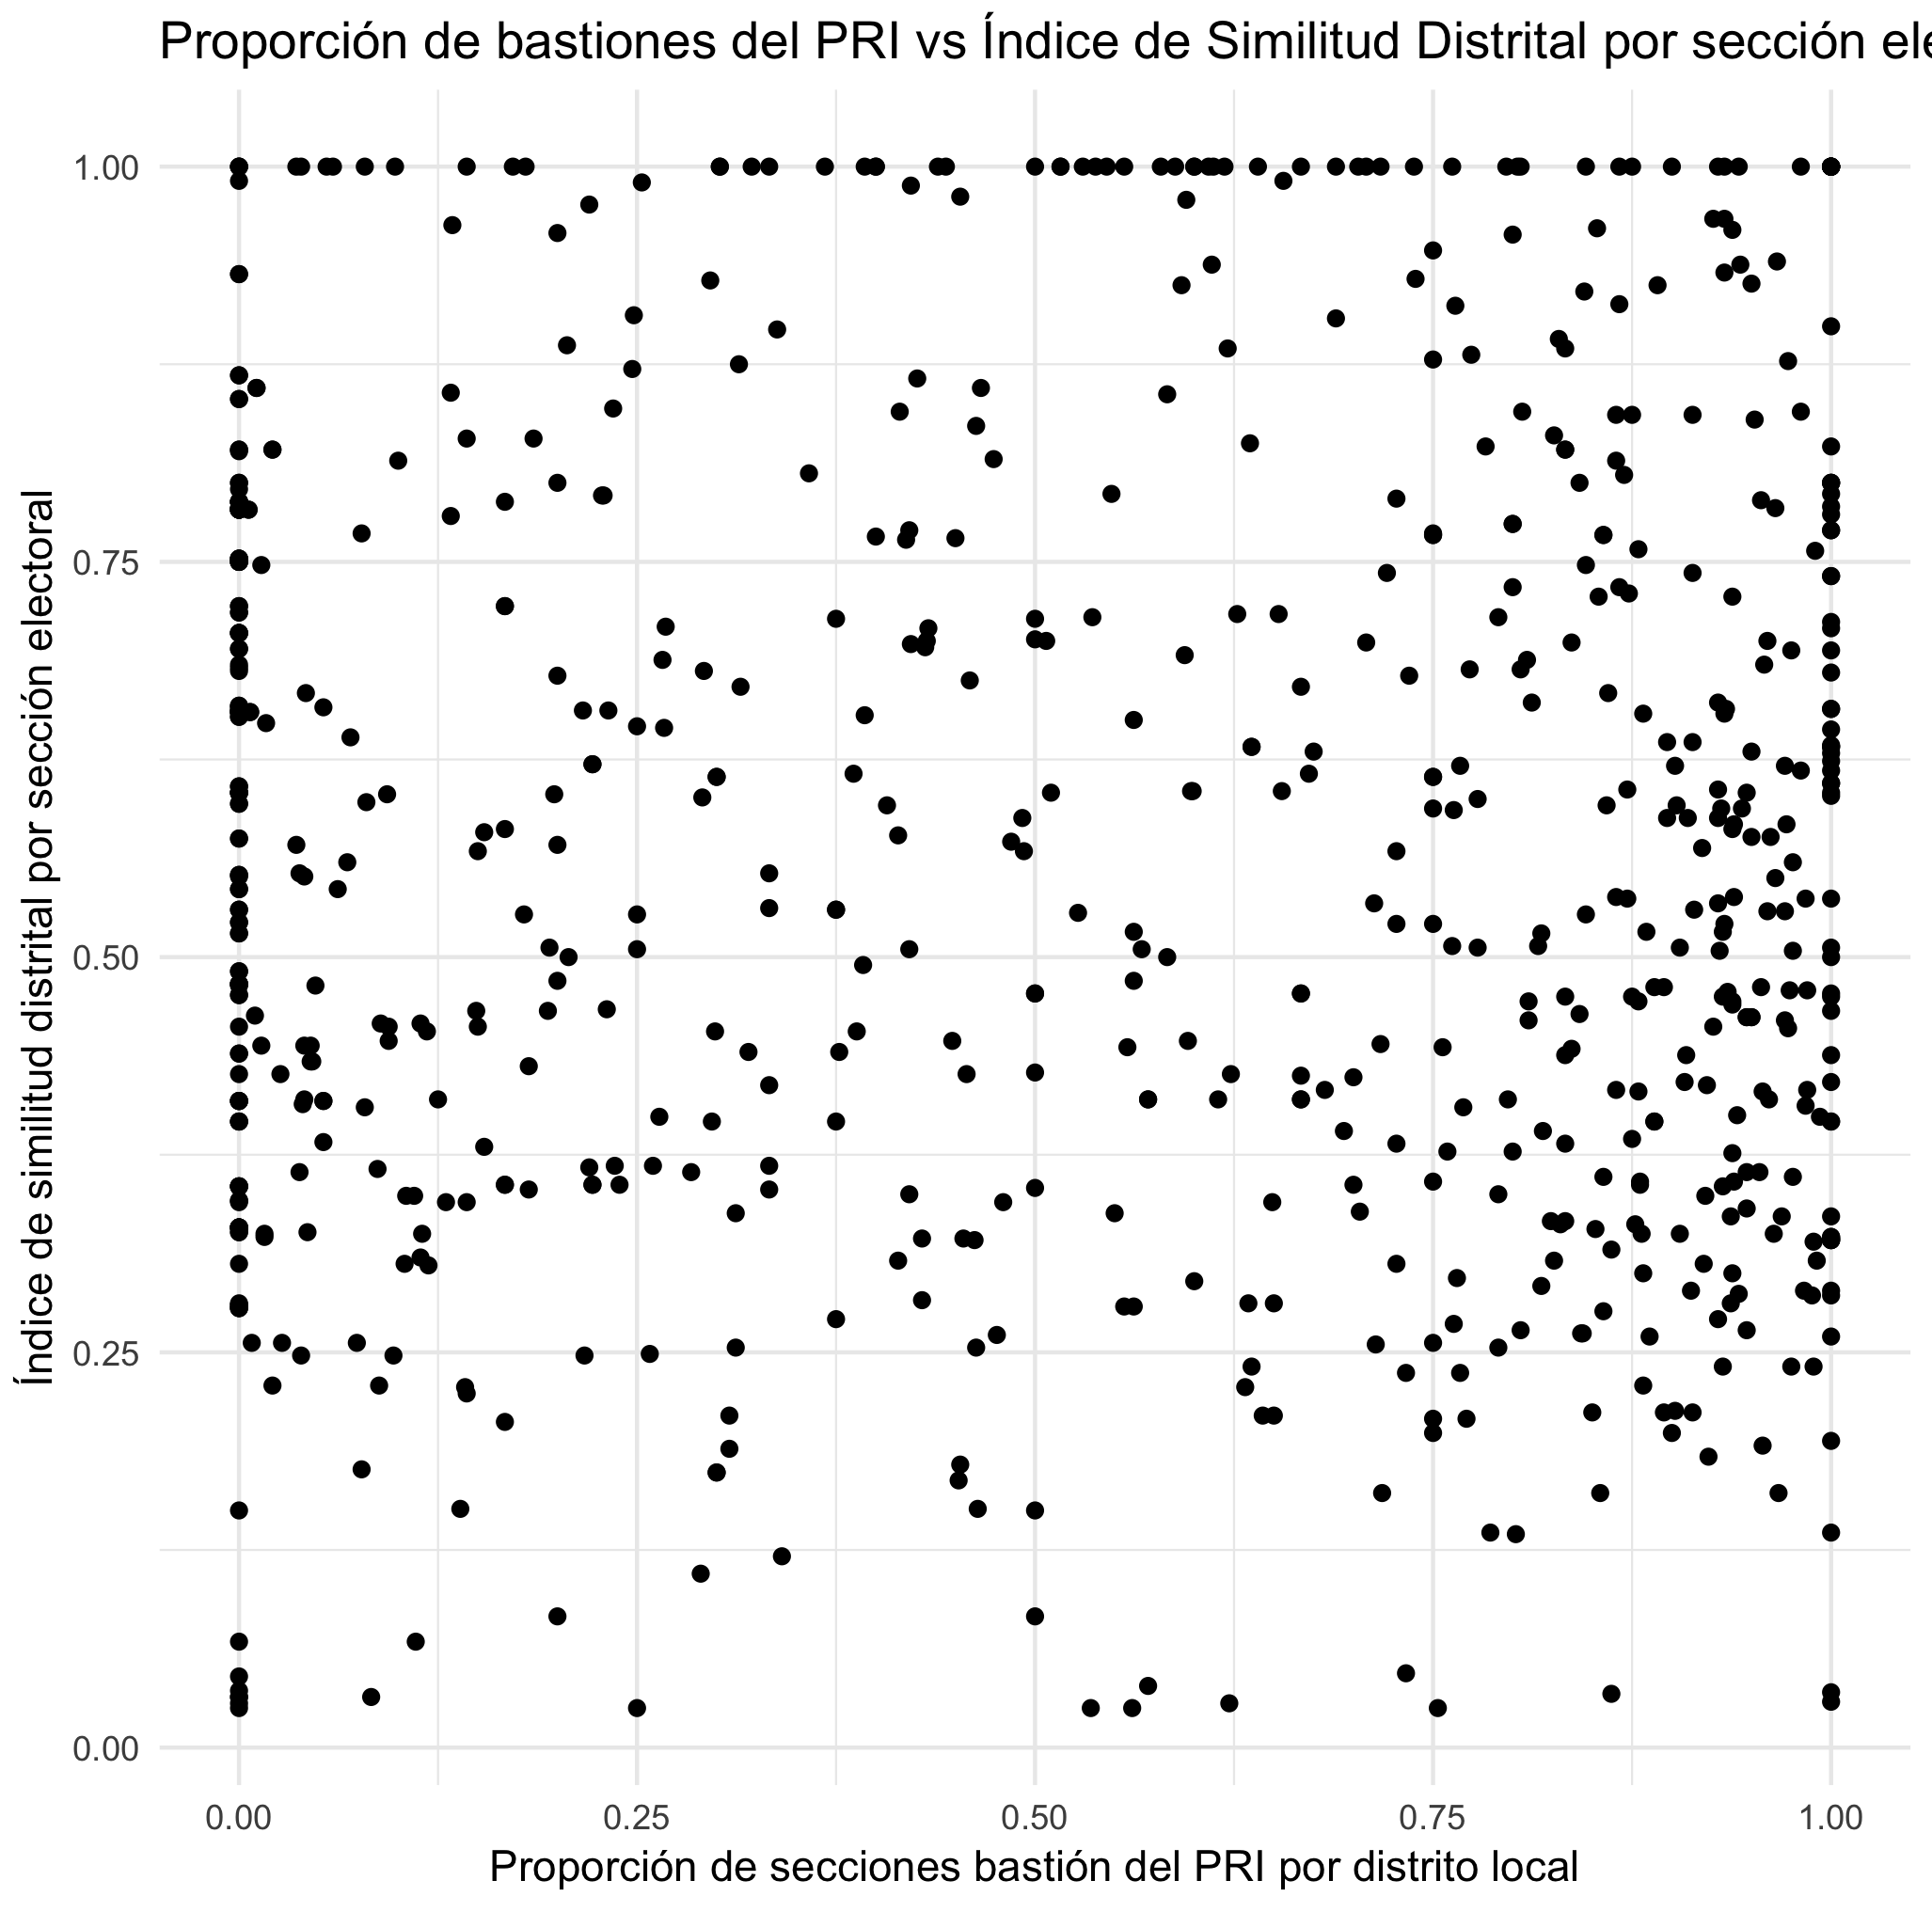 Proporción de bastiones del PRI vs Índice de Similitud Distrital por sección ele
Índice de similitud distrital por sección electoral
1.00
0.75
0.50
0.25
0.00
0.00 0.25 0.50 0.75 1.00
Proporción de secciones bastión del PRI por distrito local